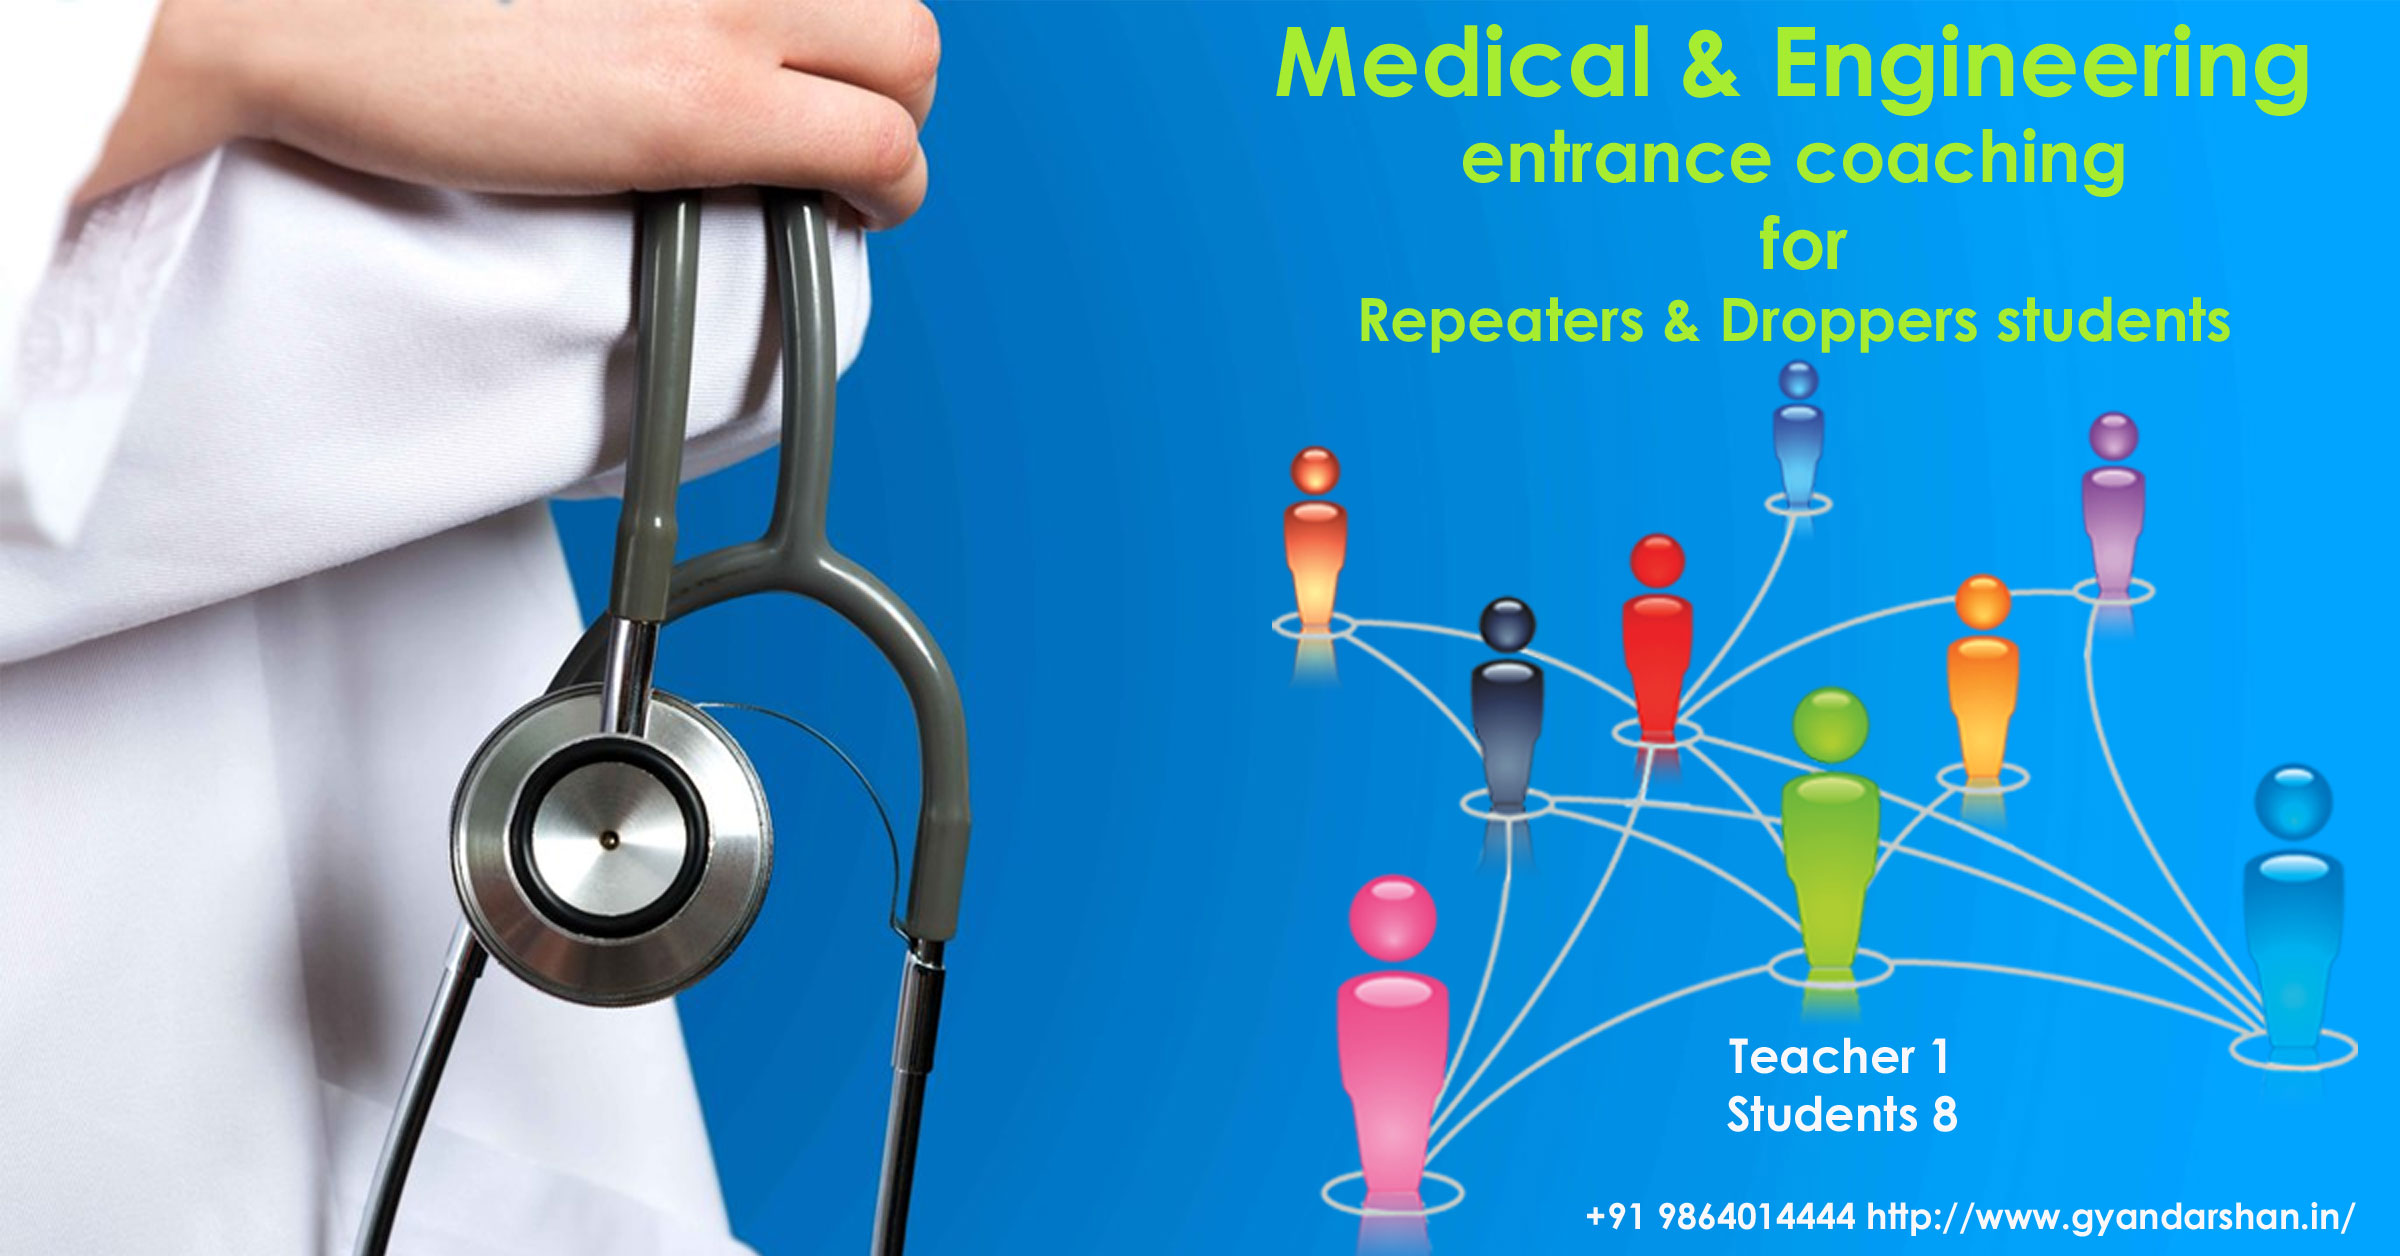 Medical & Engineering
entrance coaching
for
Repeaters & Droppers students
Teacher 1
Students 8
+91 9864014444 http://www.gyandarshan.in/